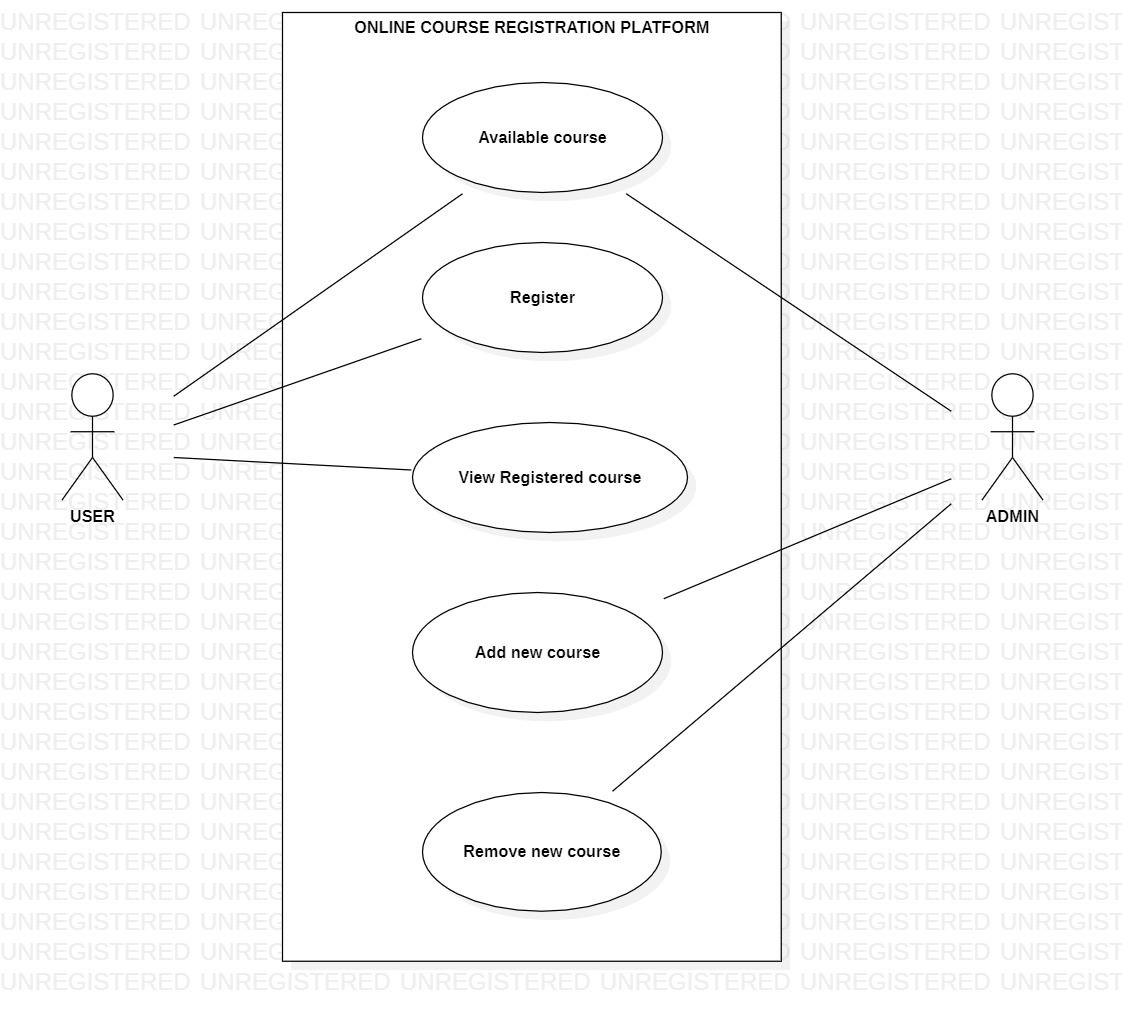 ONLINE COURSE REGISTRATION PLATFORM
Available course
Register
View Registered course
USER
ADMIN
Add new course
Remove new course
UNREGISTERED UNREGISTERED UNREGISTERED UNREGISTERED UNREGISTERED UNREGIST